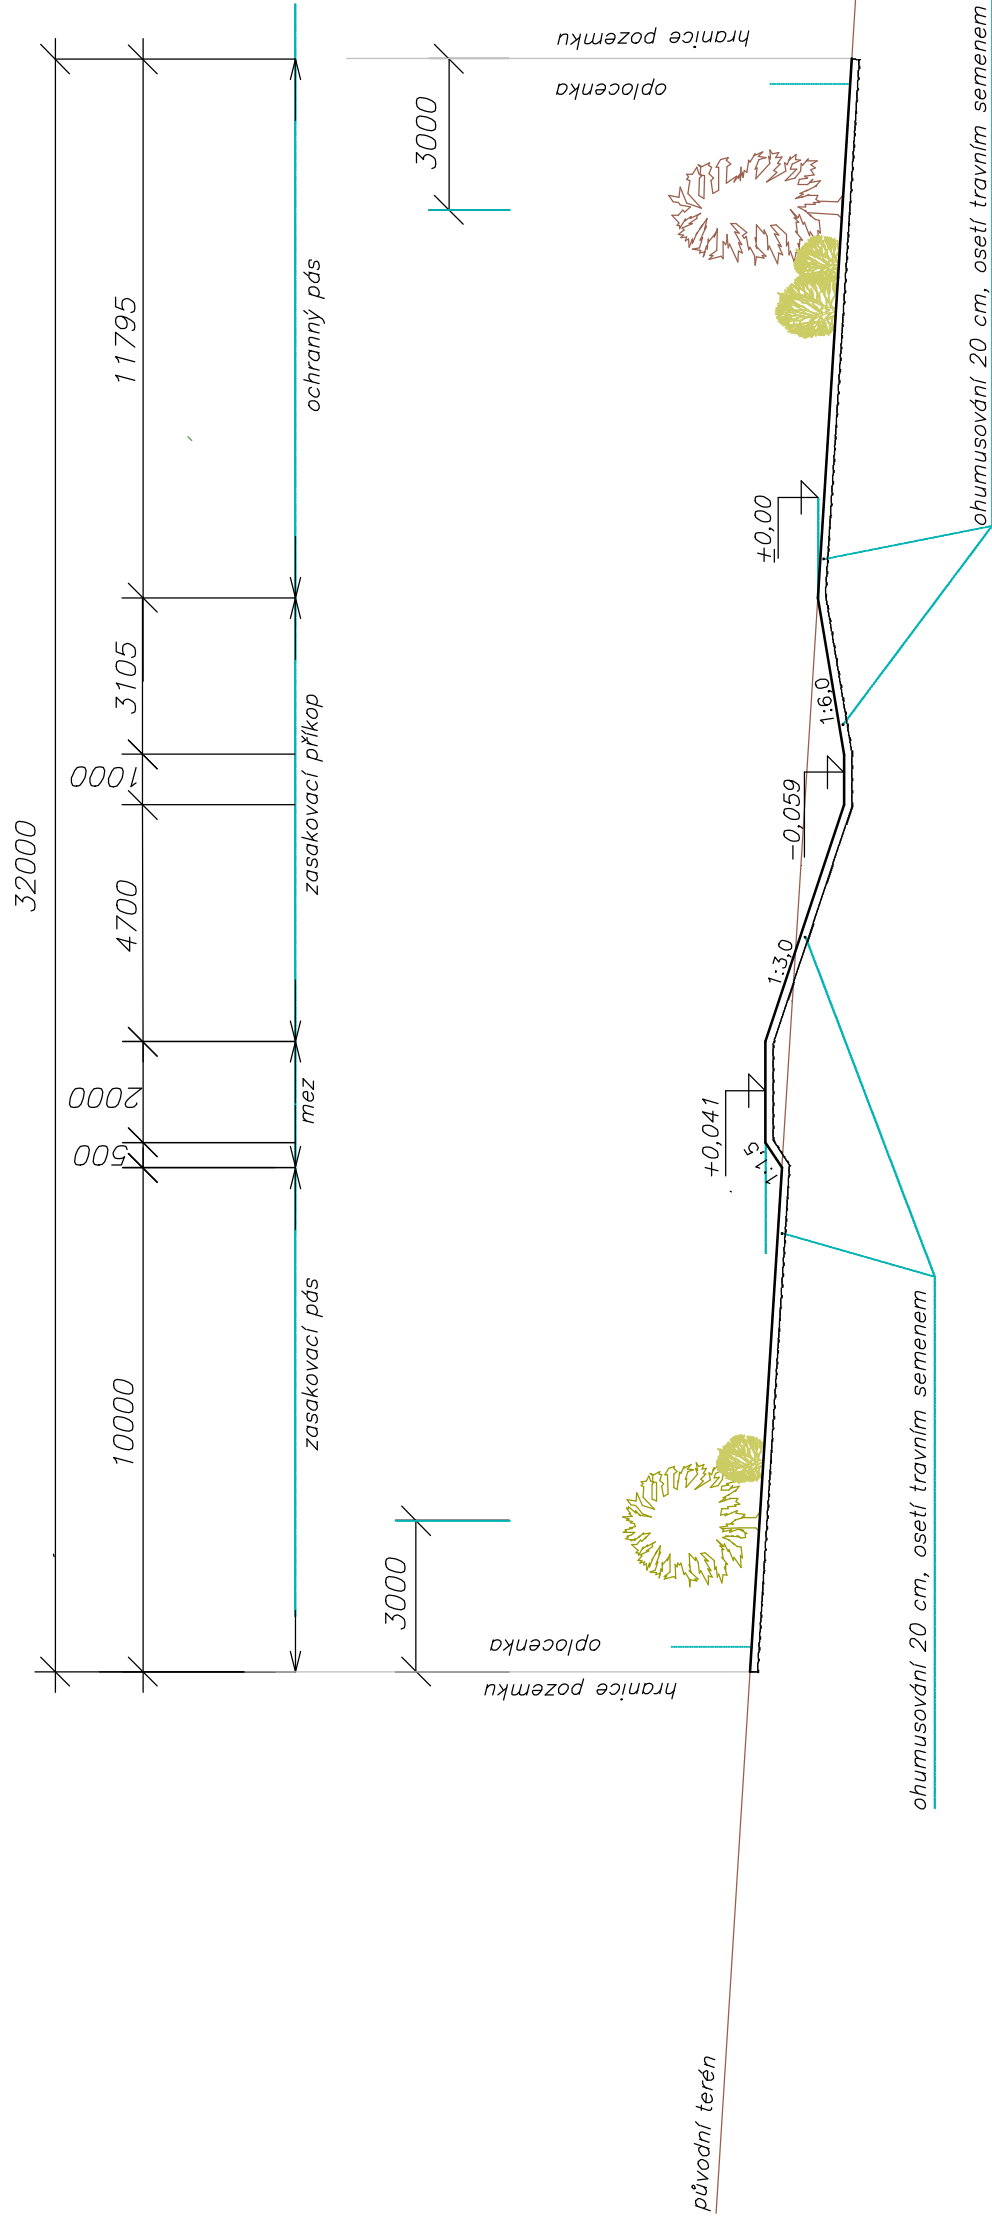 32000
10000
500
2000
4700
1000
3105
11795
zasakovací pás
mez
zasakovací příkop
ochranný pás
3000
3000
hranice pozemku
oplocenka
hranice pozemku
oplocenka
+0,041
-0,059
±0,00
1:1,5
1:3,0
1:6,0
původní terén
ohumusování 20 cm, osetí travním semenem
ohumusování 20 cm, osetí travním semenem